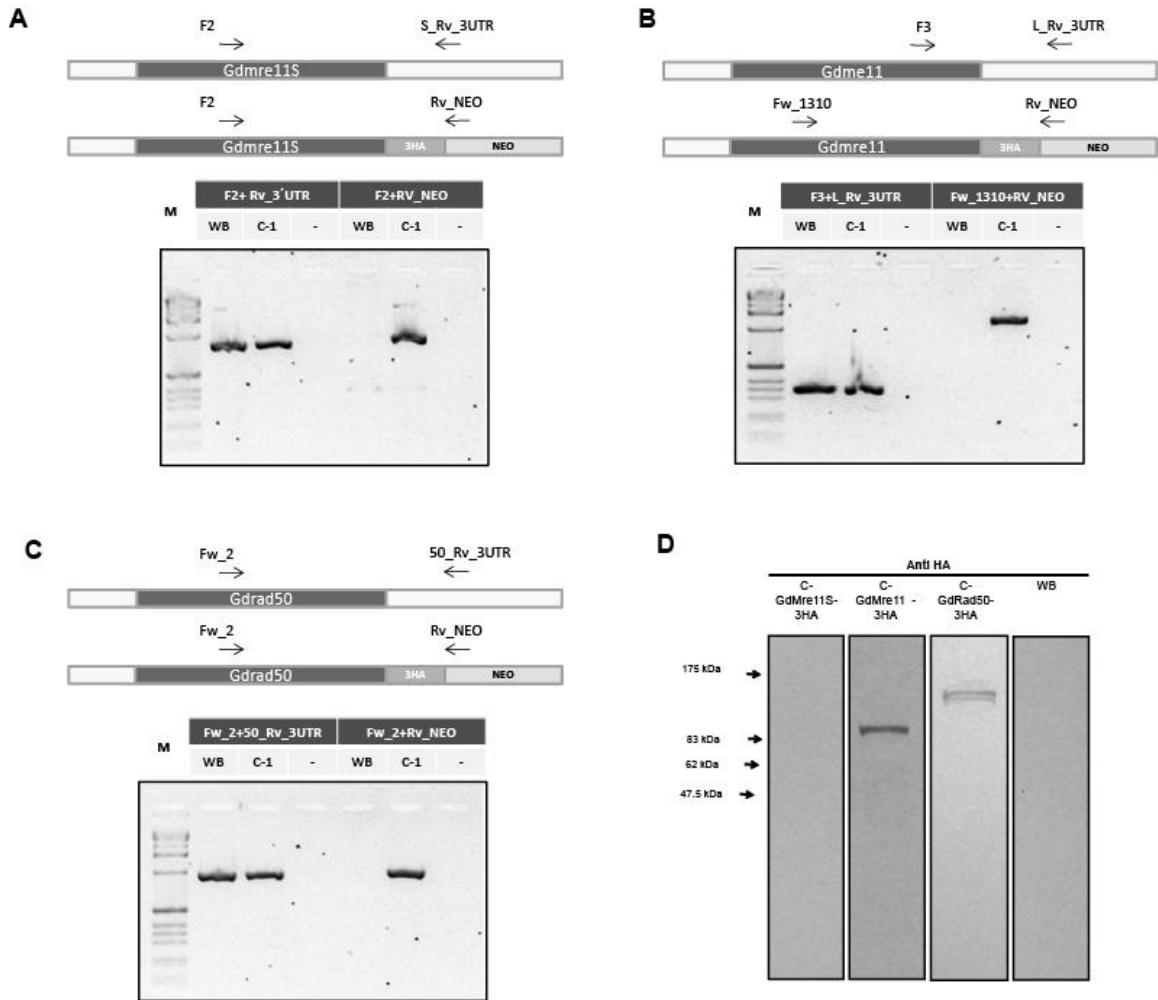 A
F2 S_Rv_3UTR
Gdmre11S
F2 Rv_NEO
Gdmre11S 3HA NEO
M F2+ Rv_3´UTR F2+RV_NEO
WB C-1 - WB C-1 -
B
F3 L_Rv_3UTR
Gdme11
Fw_1310 Rv_NEO
Gdmre11 3HA NEO
M F3+L_Rv_3UTR Fw_1310+RV_NEO
WB C-1 - WB C-1 -
C
Fw_2 50_Rv_3UTR
Gdrad50
Fw_2 Rv_NEO
Gdrad50 3HA NEO
M Fw_2+50_Rv_3UTR Fw_2+Rv_NEO
WB C-1 - WB C-1 -
D
Anti HA
C- C- C- WB
GdMre11S- GdMre11 - GdRad50-
3HA 3HA 3HA
175 kDa
83 kDa
62 kDa
47.5 kDa